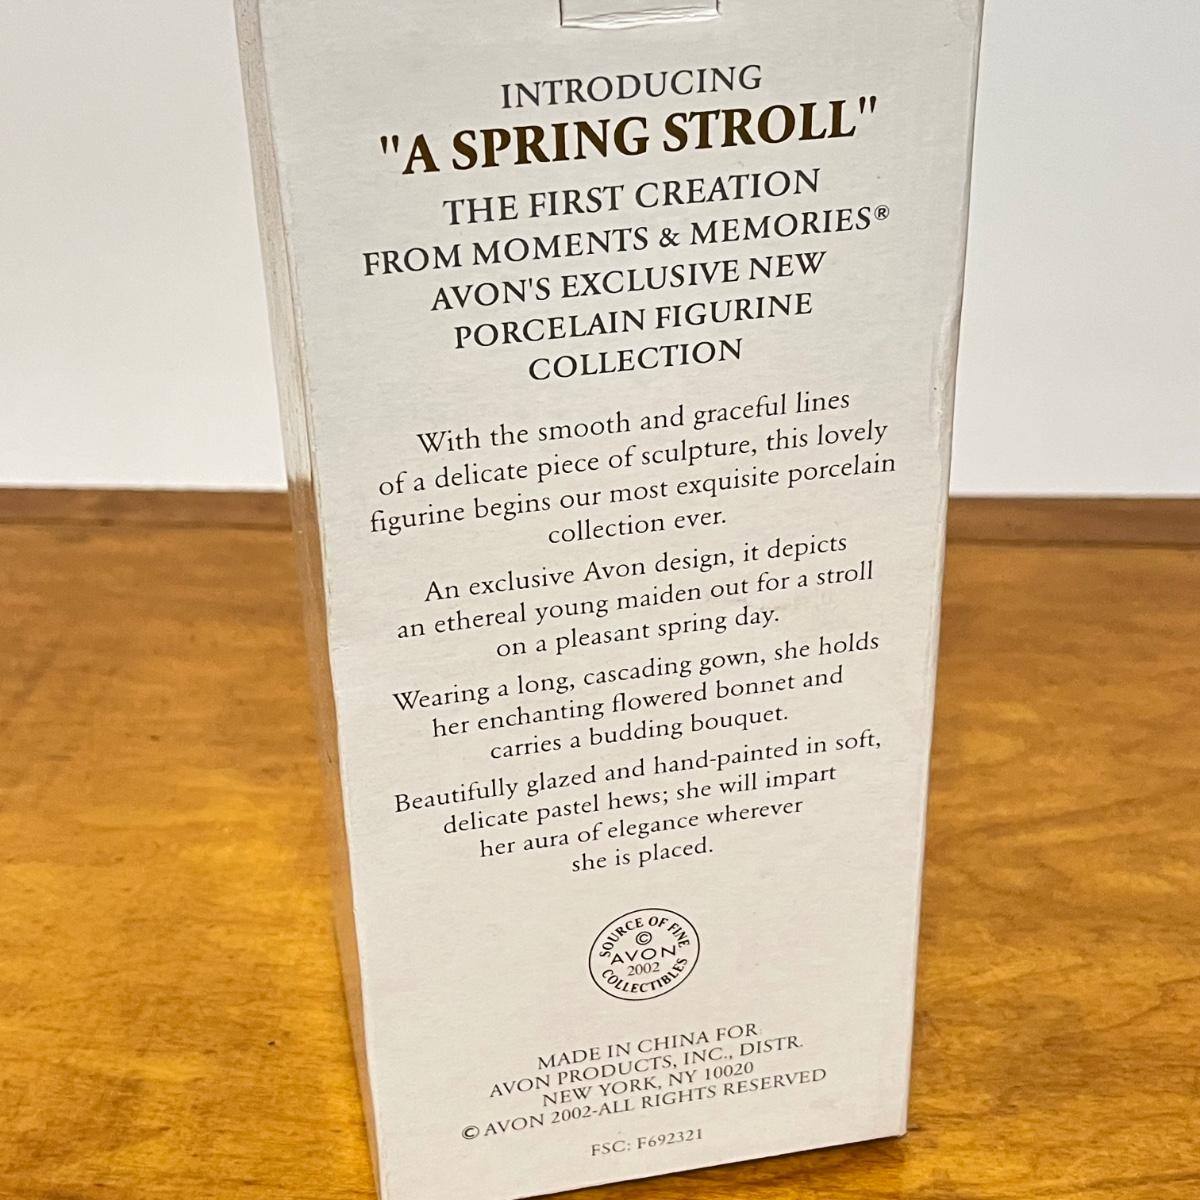 INTRODUCING
"A SPRING STROLL"
THE FIRST CREATION
FROM MOMENTS & MEMORIES®
AVON'S EXCLUSIVE NEW
PORCELAIN FIGURINE
COLLECTION
With the smooth and graceful lines
of a delicate piece of sculpture, this lovely
figurine begins our most exquisite porcelain
collection ever.
An exclusive Avon design, it depicts
an ethereal young maiden out for a stroll
on a pleasant spring day.
Wearing a long, cascading gown, she holds
her enchanting flowered bonnet and
carries a budding bouquet.
Beautifully glazed and hand-painted in soft,
delicate pastel hews; she will impart
her aura of elegance wherever
she is placed.
SOURCE OF FINE
©
AVON
2002
COLLECTIBLES
MADE IN CHINA FOR
AVON PRODUCTS, INC., DISTR.
NEW YORK, NY 10020
© AVON 2002-ALL RIGHTS RESERVED
FSC: F692321